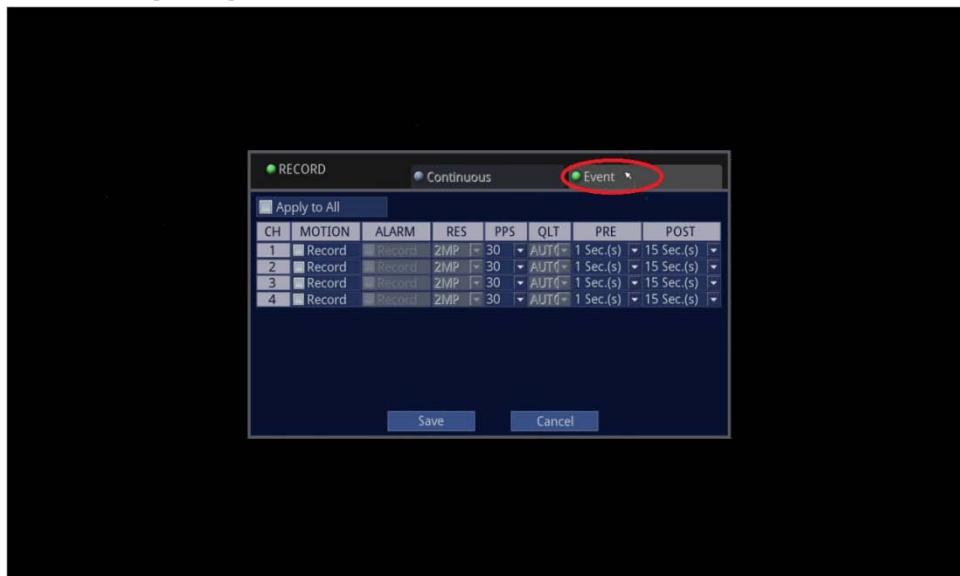 RECORD Continuous Event
Apply to All
CH MOTION ALARM RES PPS QLT PRE POST
1 Record Record 2MP 30 AUTO 1 Sec.(s) 15 Sec.(s)
2 Record Record 2MP 30 AUTO 1 Sec.(s) 15 Sec.(s)
3 Record Record 2MP 30 AUTO 1 Sec.(s) 15 Sec.(s)
4 Record Record 2MP 30 AUTO 1 Sec.(s) 15 Sec.(s)
Save Cancel